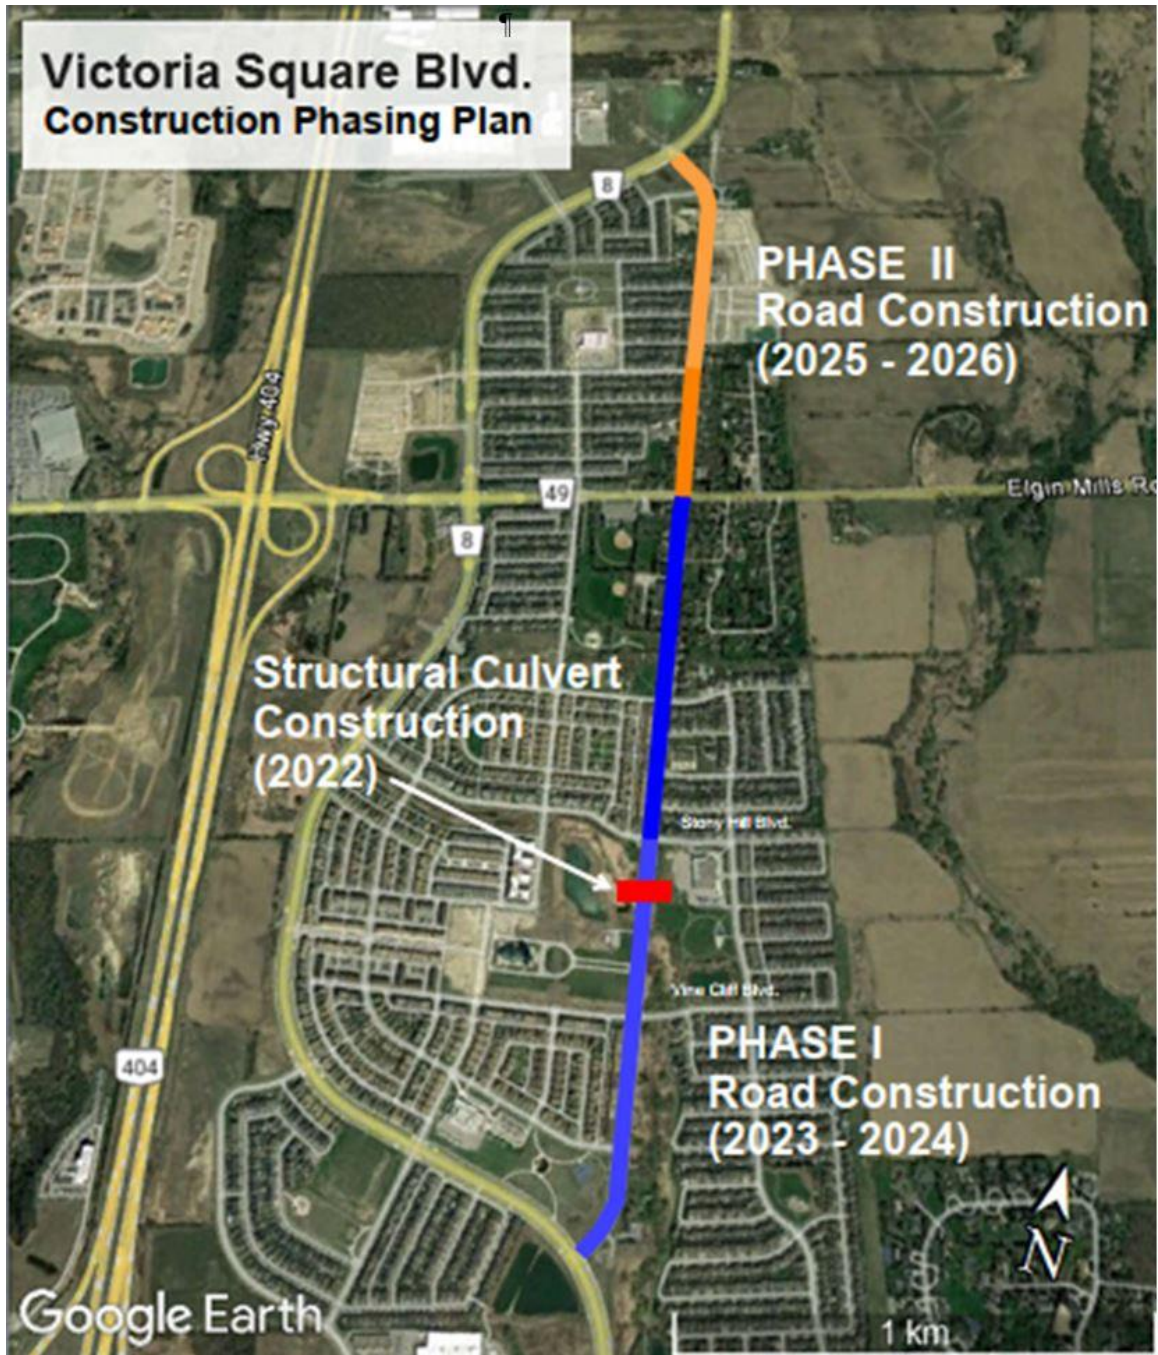 ¶
Victoria Square Blvd.
Construction Phasing Plan
8
PHASE II
Road Construction
(2025 - 2026)
Hwy 404
49
Elgin Mills Rd
8
Structural Culvert
Construction
(2022)
Stony Hill Blvd.
Vine Cliff Blvd.
PHASE I
Road Construction
(2023 - 2024)
404
N
Google Earth
1 km